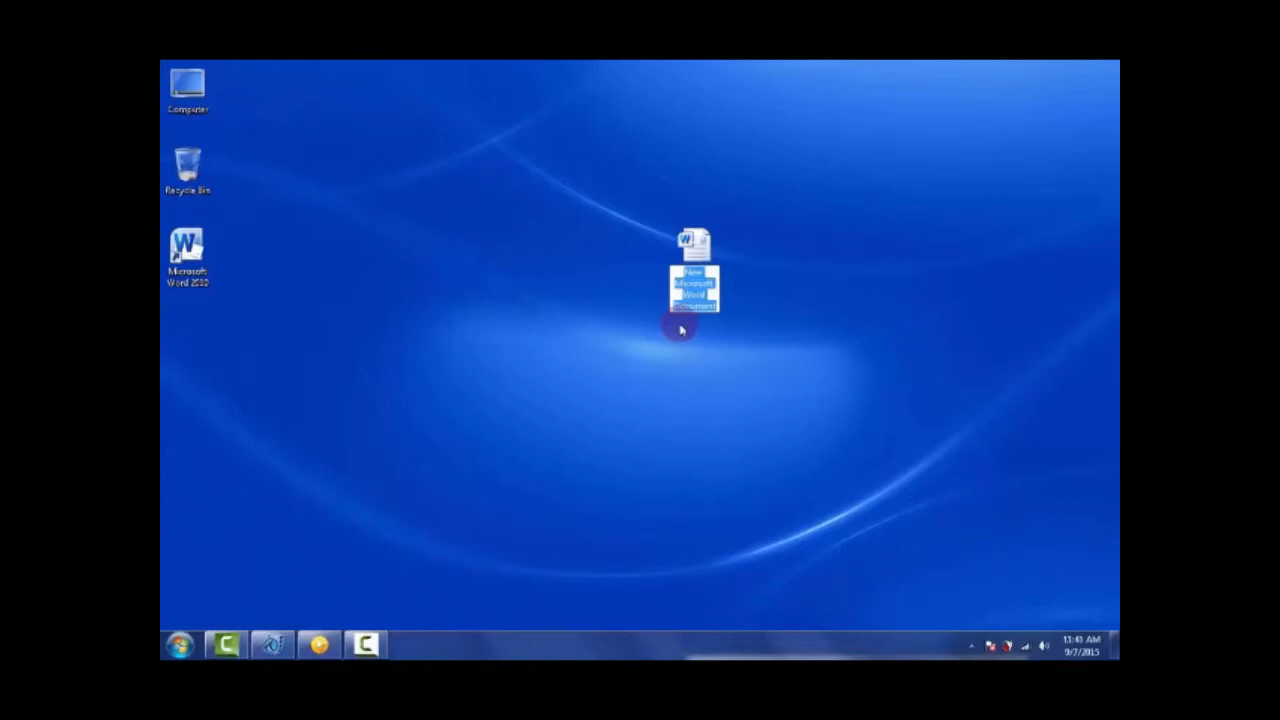 Computer
Recycle Bin
Microsoft
Word 2010
New
Microsoft
Word
Document
11:43 AM
9/7/2015